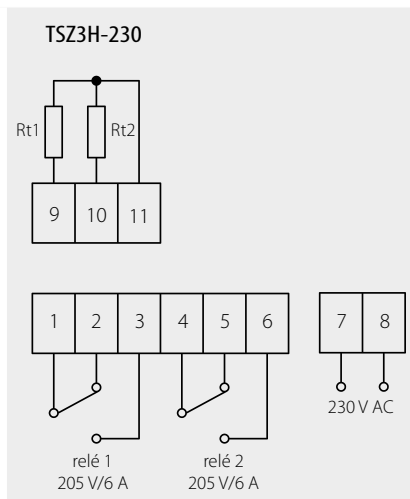 TSZ3H-230
Rt1 Rt2
9 10 11
1 2 3 4 5 6 7 8
230 V AC
relé 1 relé 2
205 V/6 A 205 V/6 A